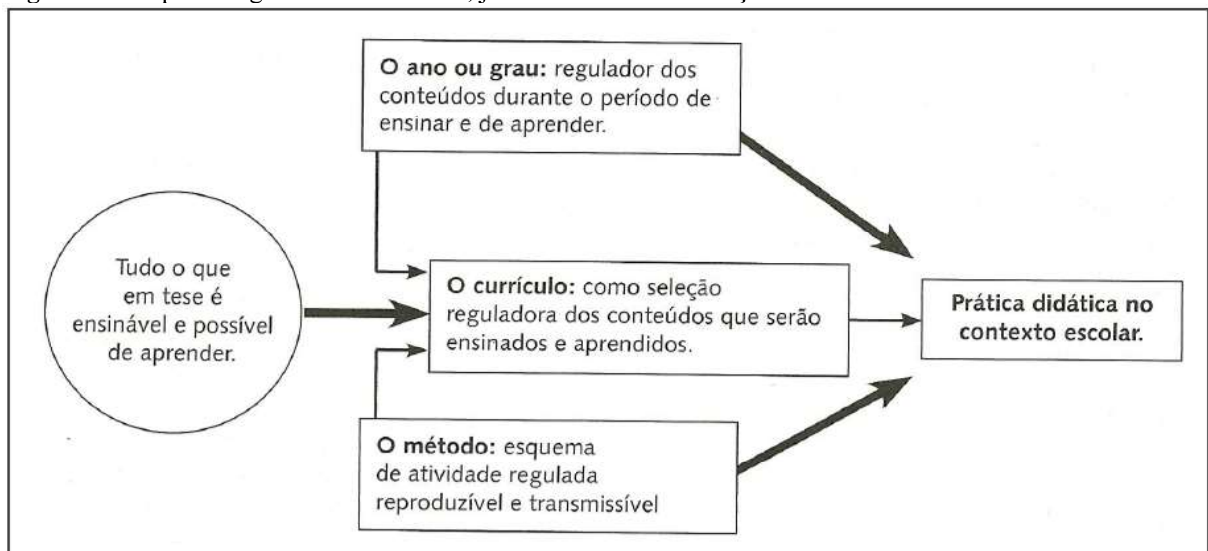 O ano ou grau: regulador dos
conteúdos durante o período de
ensinar e de aprender.
Tudo o que
em tese é
ensinável e possível
de aprender.
O currículo: como seleção
reguladora dos conteúdos que serão
ensinados e aprendidos.
Prática didática no
contexto escolar.
O método: esquema
de atividade regulada
reproduzível e transmissível